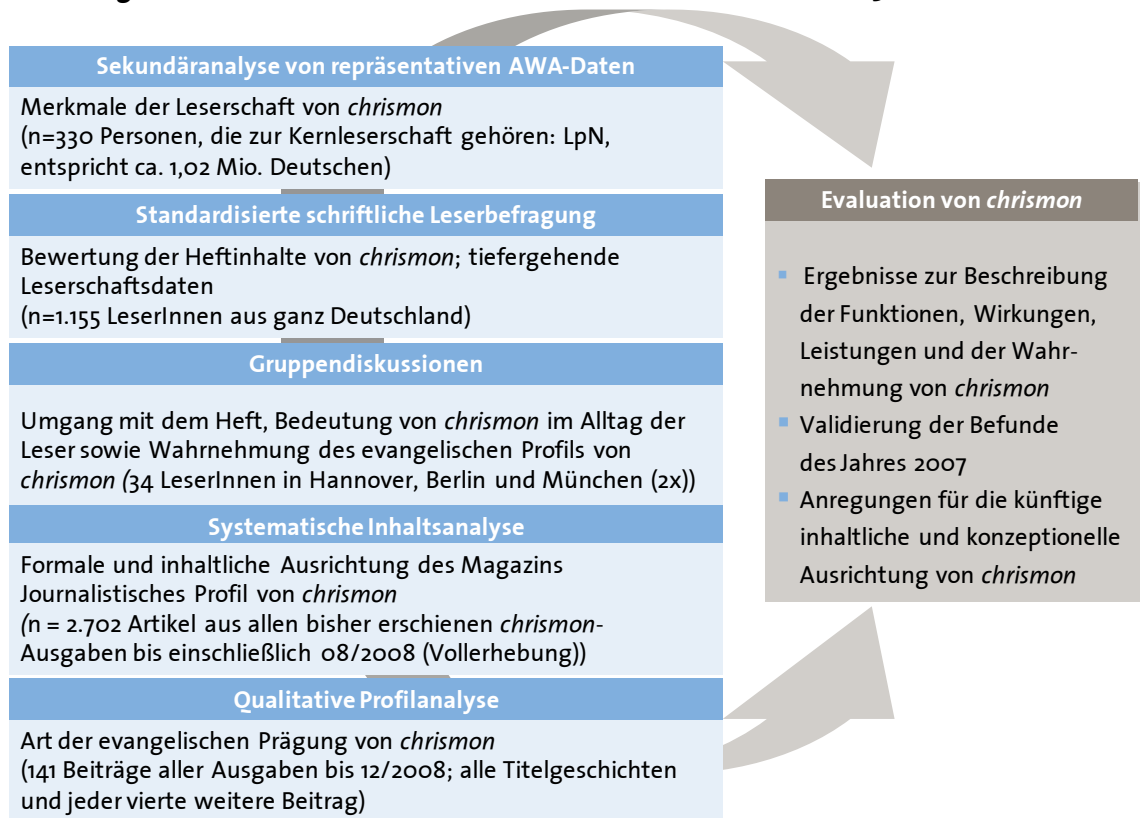 Sekundäranalyse von repräsentativen AWA-Daten
Merkmale der Leserschaft von chrismon
(n=330 Personen, die zur Kernleserschaft gehören: LpN,
entspricht ca. 1,02 Mio. Deutschen)
Standardisierte schriftliche Leserbefragung
Bewertung der Heftinhalte von chrismon; tiefergehende
Leserschaftsdaten
(n=1.155 LeserInnen aus ganz Deutschland)
Gruppendiskussionen
Umgang mit dem Heft, Bedeutung von chrismon im Alltag der
Leser sowie Wahrnehmung des evangelischen Profils von
chrismon (34 LeserInnen in Hannover, Berlin und München (2x))
Systematische Inhaltsanalyse
Formale und inhaltliche Ausrichtung des Magazins
Journalistisches Profil von chrismon
(n = 2.702 Artikel aus allen bisher erschienen chrismon-
Ausgaben bis einschließlich 08/2008 (Vollerhebung))
Qualitative Profilanalyse
Art der evangelischen Prägung von chrismon
(141 Beiträge aller Ausgaben bis 12/2008; alle Titelgeschichten
und jeder vierte weitere Beitrag)
Evaluation von chrismon
▪ Ergebnisse zur Beschreibung
der Funktionen, Wirkungen,
Leistungen und der Wahr-
nehmung von chrismon
▪ Validierung der Befunde
des Jahres 2007
▪ Anregungen für die künftige
inhaltliche und konzeptionelle
Ausrichtung von chrismon